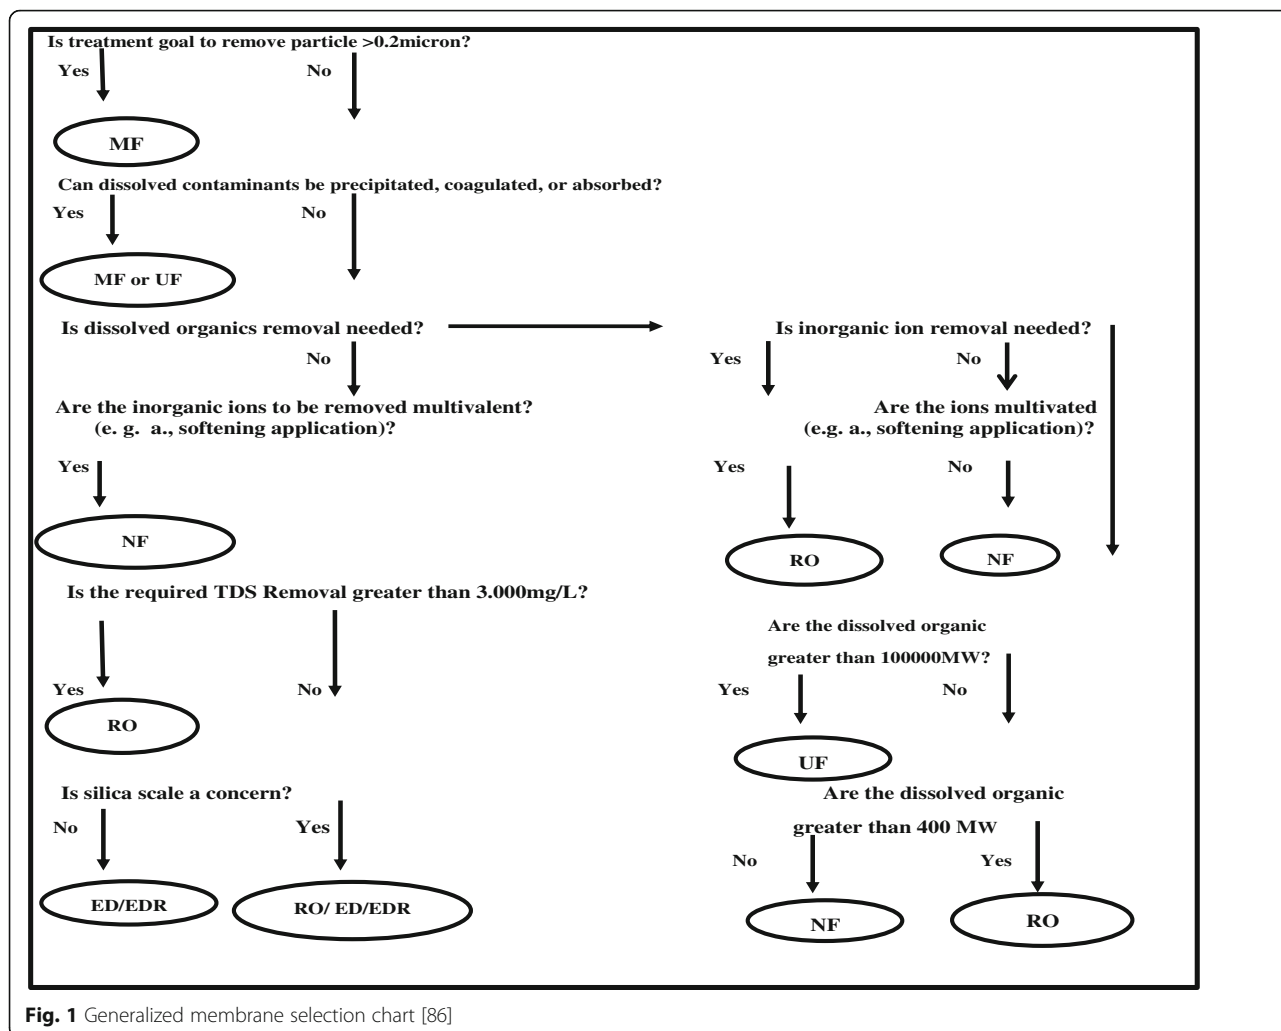 Is treatment goal to remove particle >0.2micron?
Yes No
MF
Can dissolved contaminants be precipitated, coagulated, or absorbed?
Yes No
MF or UF
Is dissolved organics removal needed?
No
Are the inorganic ions to be removed multivalent?
(e. g. a., softening application)?
Yes
NF
Is the required TDS Removal greater than 3.000mg/L?
Yes No
RO
Is silica scale a concern?
No Yes
ED/EDR RO/ ED/EDR
Is inorganic ion removal needed?
Yes No
Are the ions multivated
(e.g. a., softening application)?
Yes No
RO NF
Are the dissolved organic
greater than 100000MW?
Yes No
UF
Are the dissolved organic
greater than 400 MW
No Yes
NF RO
Fig. 1 Generalized membrane selection chart [86]